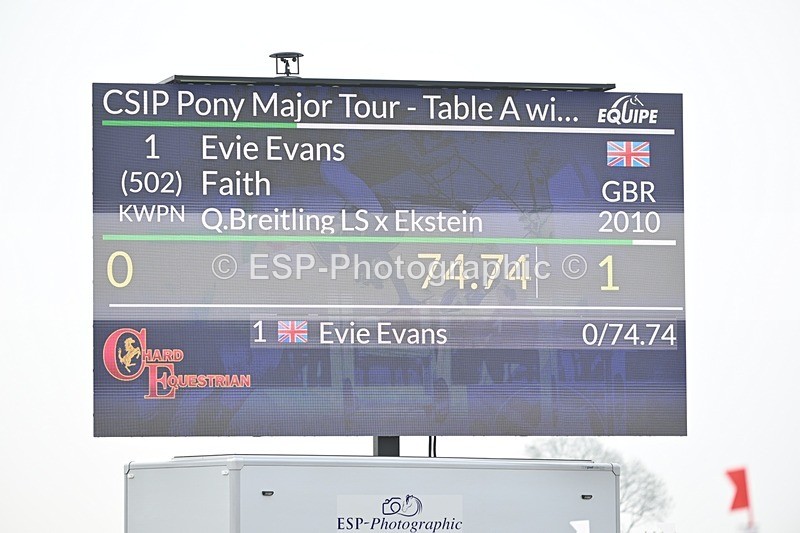 CSIP Pony Major Tour - Table A wi...
EQUIPE
1 Evie Evans
(502) Faith GBR
KWPN Q.Breitling LS x Ekstein 2010
0 74.74 1
© ESP-Photographic ©
1 Evie Evans 0/74.74
CHARD
EQUESTRIAN
ESP-Photographic